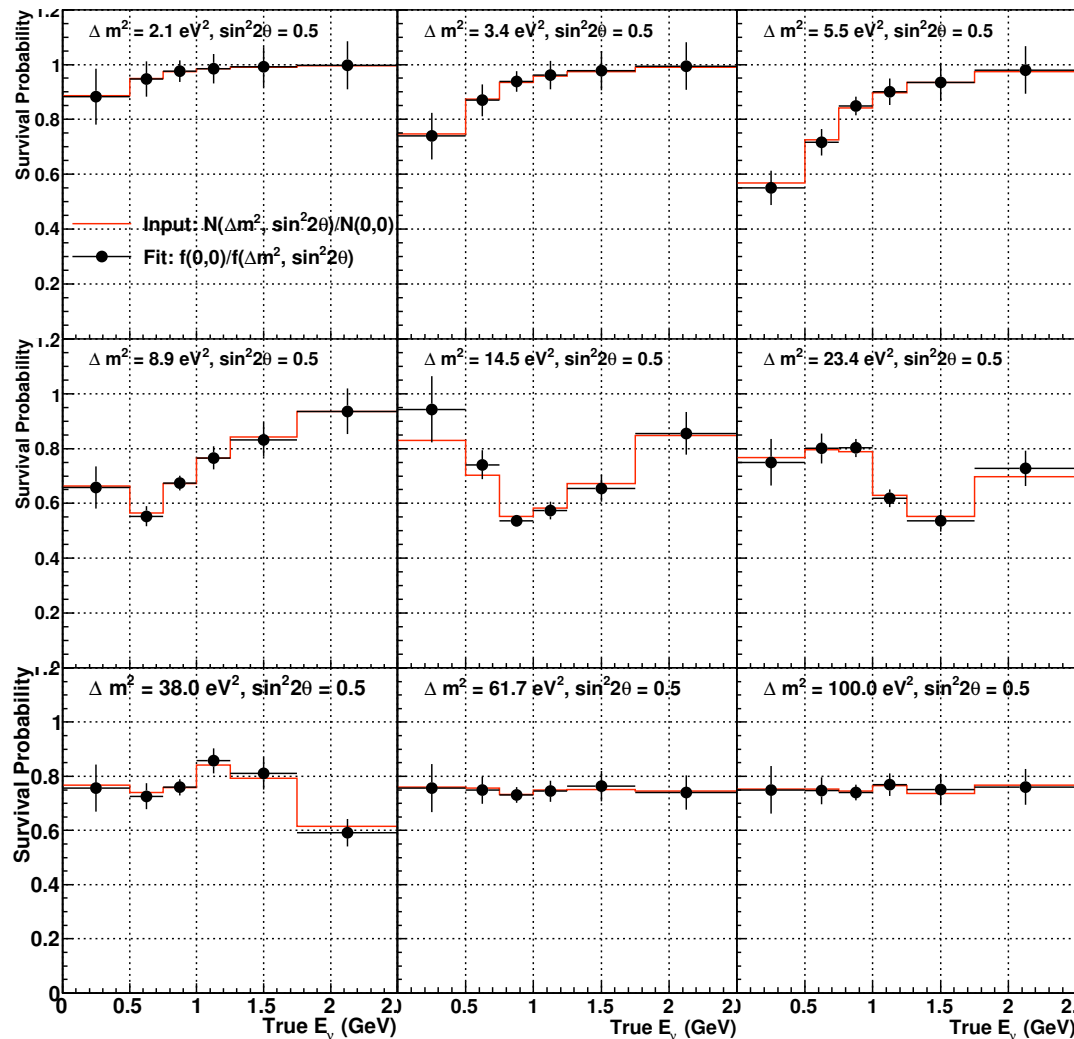 Δ m² = 2.1 eV², sin²2θ = 0.5
Δ m² = 3.4 eV², sin²2θ = 0.5
Δ m² = 5.5 eV², sin²2θ = 0.5
Survival Probability
1
0.8
0.6
0.4
0.2
Input: N(Δm², sin²2θ)/N(0,0)
Fit: f(0,0)/f(Δm², sin²2θ)
Δ m² = 8.9 eV², sin²2θ = 0.5
Δ m² = 14.5 eV², sin²2θ = 0.5
Δ m² = 23.4 eV², sin²2θ = 0.5
Survival Probability
1
0.8
0.6
0.4
0.2
Δ m² = 38.0 eV², sin²2θ = 0.5
Δ m² = 61.7 eV², sin²2θ = 0.5
Δ m² = 100.0 eV², sin²2θ = 0.5
Survival Probability
1
0.8
0.6
0.4
0.2
0
0 0.5 1 1.5 2 0.5 1 1.5 2 0.5 1 1.5 2
True Eν (GeV) True Eν (GeV) True Eν (GeV)